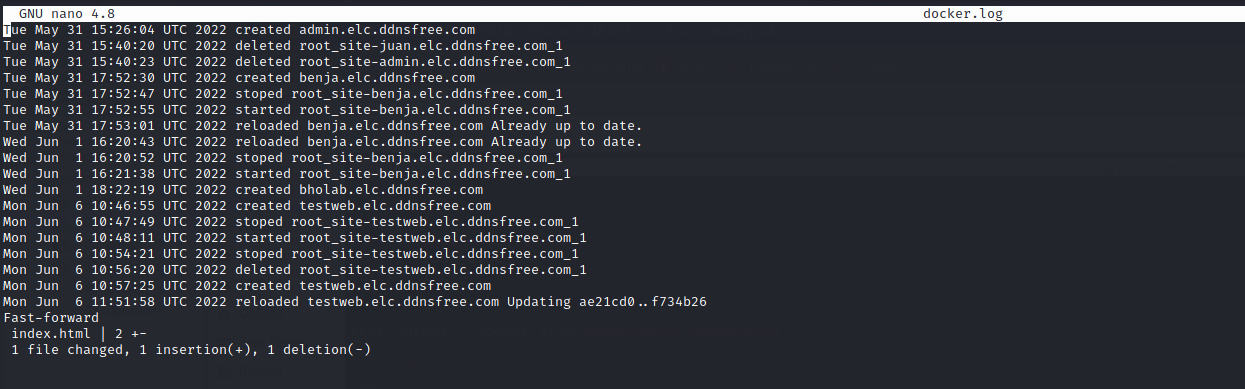 GNU nano 4.8 docker.log
Tue May 31 15:26:04 UTC 2022 created admin.elc.ddnsfree.com
Tue May 31 15:40:20 UTC 2022 deleted root_site-juan.elc.ddnsfree.com_1
Tue May 31 15:40:23 UTC 2022 deleted root_site-admin.elc.ddnsfree.com_1
Tue May 31 17:52:30 UTC 2022 created benja.elc.ddnsfree.com
Tue May 31 17:52:47 UTC 2022 stoped root_site-benja.elc.ddnsfree.com_1
Tue May 31 17:52:55 UTC 2022 started root_site-benja.elc.ddnsfree.com_1
Tue May 31 17:53:01 UTC 2022 reloaded benja.elc.ddnsfree.com Already up to date.
Wed Jun  1 16:20:43 UTC 2022 reloaded benja.elc.ddnsfree.com Already up to date.
Wed Jun  1 16:20:52 UTC 2022 stoped root_site-benja.elc.ddnsfree.com_1
Wed Jun  1 16:21:38 UTC 2022 started root_site-benja.elc.ddnsfree.com_1
Wed Jun  1 18:22:19 UTC 2022 created bholab.elc.ddnsfree.com
Mon Jun  6 10:46:55 UTC 2022 created testweb.elc.ddnsfree.com
Mon Jun  6 10:47:49 UTC 2022 stoped root_site-testweb.elc.ddnsfree.com_1
Mon Jun  6 10:48:11 UTC 2022 started root_site-testweb.elc.ddnsfree.com_1
Mon Jun  6 10:54:21 UTC 2022 stoped root_site-testweb.elc.ddnsfree.com_1
Mon Jun  6 10:56:20 UTC 2022 deleted root_site-testweb.elc.ddnsfree.com_1
Mon Jun  6 10:57:25 UTC 2022 created testweb.elc.ddnsfree.com
Mon Jun  6 11:51:58 UTC 2022 reloaded testweb.elc.ddnsfree.com Updating ae21cd0..f734b26
Fast-forward
 index.html | 2 +-
 1 file changed, 1 insertion(+), 1 deletion(-)